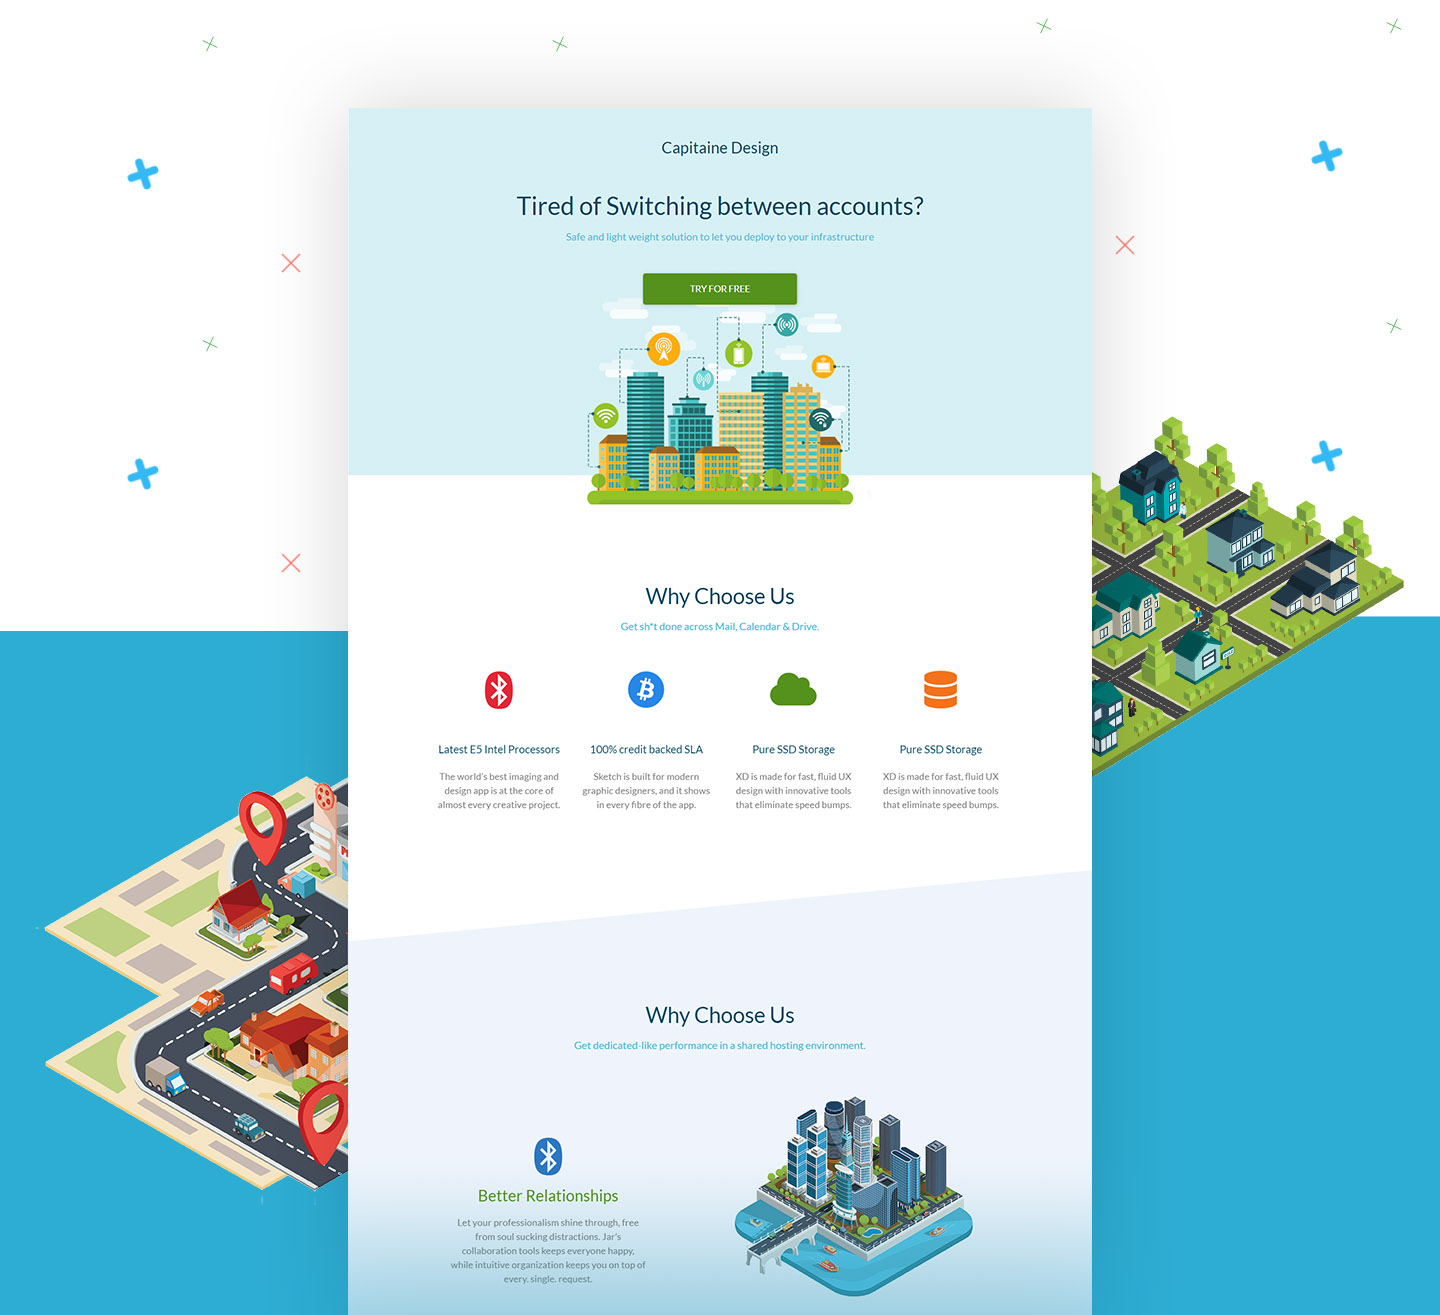 Capitaine Design
Tired of Switching between accounts?
Safe and light weight solution to let you deploy to your infrastructure
TRY FOR FREE
Why Choose Us
Get sh*t done across Mail, Calendar & Drive.
Latest E5 Intel Processors
The world's best imaging and
design app is at the core of
almost every creative project.
100% credit backed SLA
Sketch is built for modern
graphic designers, and it shows
in every fibre of the app.
Pure SSD Storage
XD is made for fast, fluid UX
design with innovative tools
that eliminate speed bumps.
Pure SSD Storage
XD is made for fast, fluid UX
design with innovative tools
that eliminate speed bumps.
Why Choose Us
Get dedicated-like performance in a shared hosting environment.
Better Relationships
Let your professionalism shine through, free
from soul sucking distractions. Jar's
collaboration tools keeps everyone happy,
while intuitive organization keeps you on top of
every. single. request.